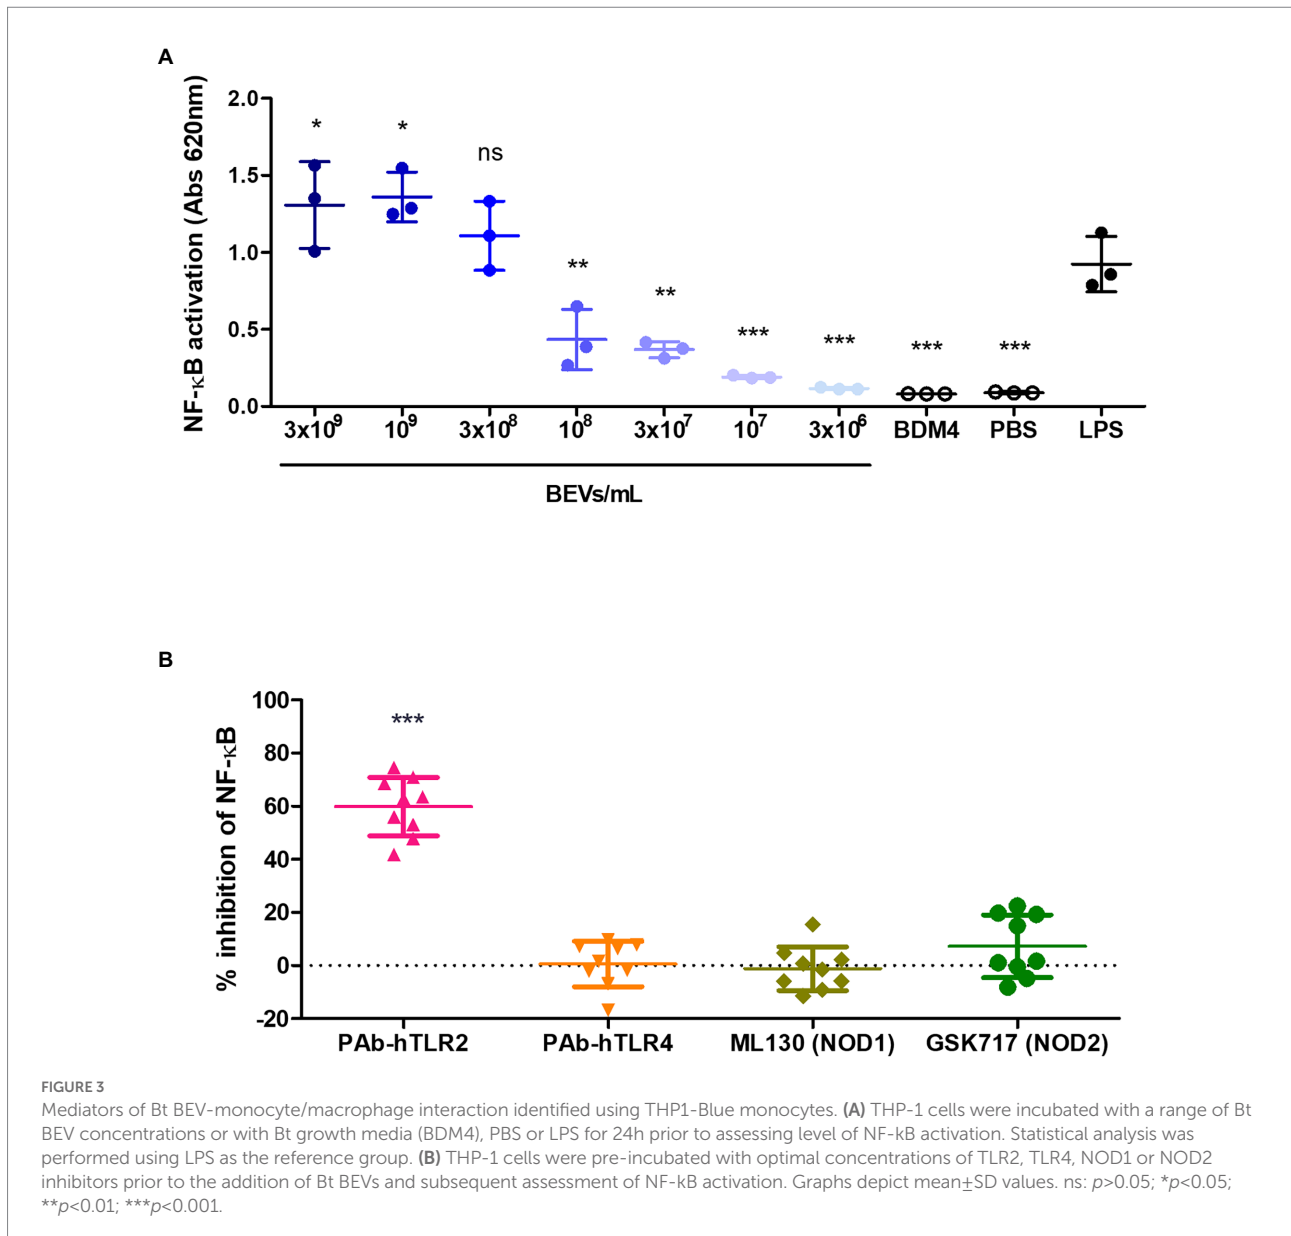 A
NF-κB activation (Abs 620nm)
2.0
1.5
1.0
0.5
0.0
* * ns ** ** *** *** *** ***
3x10⁹ 10⁹ 3x10⁸ 10⁸ 3x10⁷ 10⁷ 3x10⁶ BDM4 PBS LPS
BEVs/mL
B
% inhibition of NF-κB
100
80
60
40
20
0
-20
***
PAb-hTLR2 PAb-hTLR4 ML130 (NOD1) GSK717 (NOD2)
FIGURE 3
Mediators of Bt BEV-monocyte/macrophage interaction identified using THP1-Blue monocytes. (A) THP-1 cells were incubated with a range of Bt
BEV concentrations or with Bt growth media (BDM4), PBS or LPS for 24h prior to assessing level of NF-kB activation. Statistical analysis was
performed using LPS as the reference group. (B) THP-1 cells were pre-incubated with optimal concentrations of TLR2, TLR4, NOD1 or NOD2
inhibitors prior to the addition of Bt BEVs and subsequent assessment of NF-kB activation. Graphs depict mean±SD values. ns: p>0.05; *p<0.05;
**p<0.01; ***p<0.001.